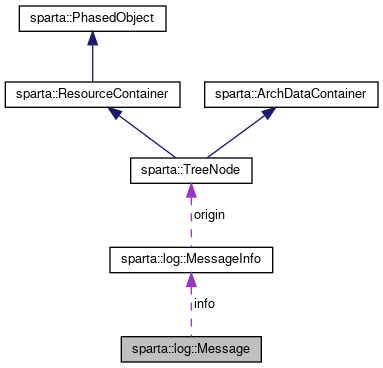 sparta::PhasedObject
sparta::ResourceContainer
sparta::ArchDataContainer
sparta::TreeNode
origin
sparta::log::MessageInfo
info
sparta::log::Message